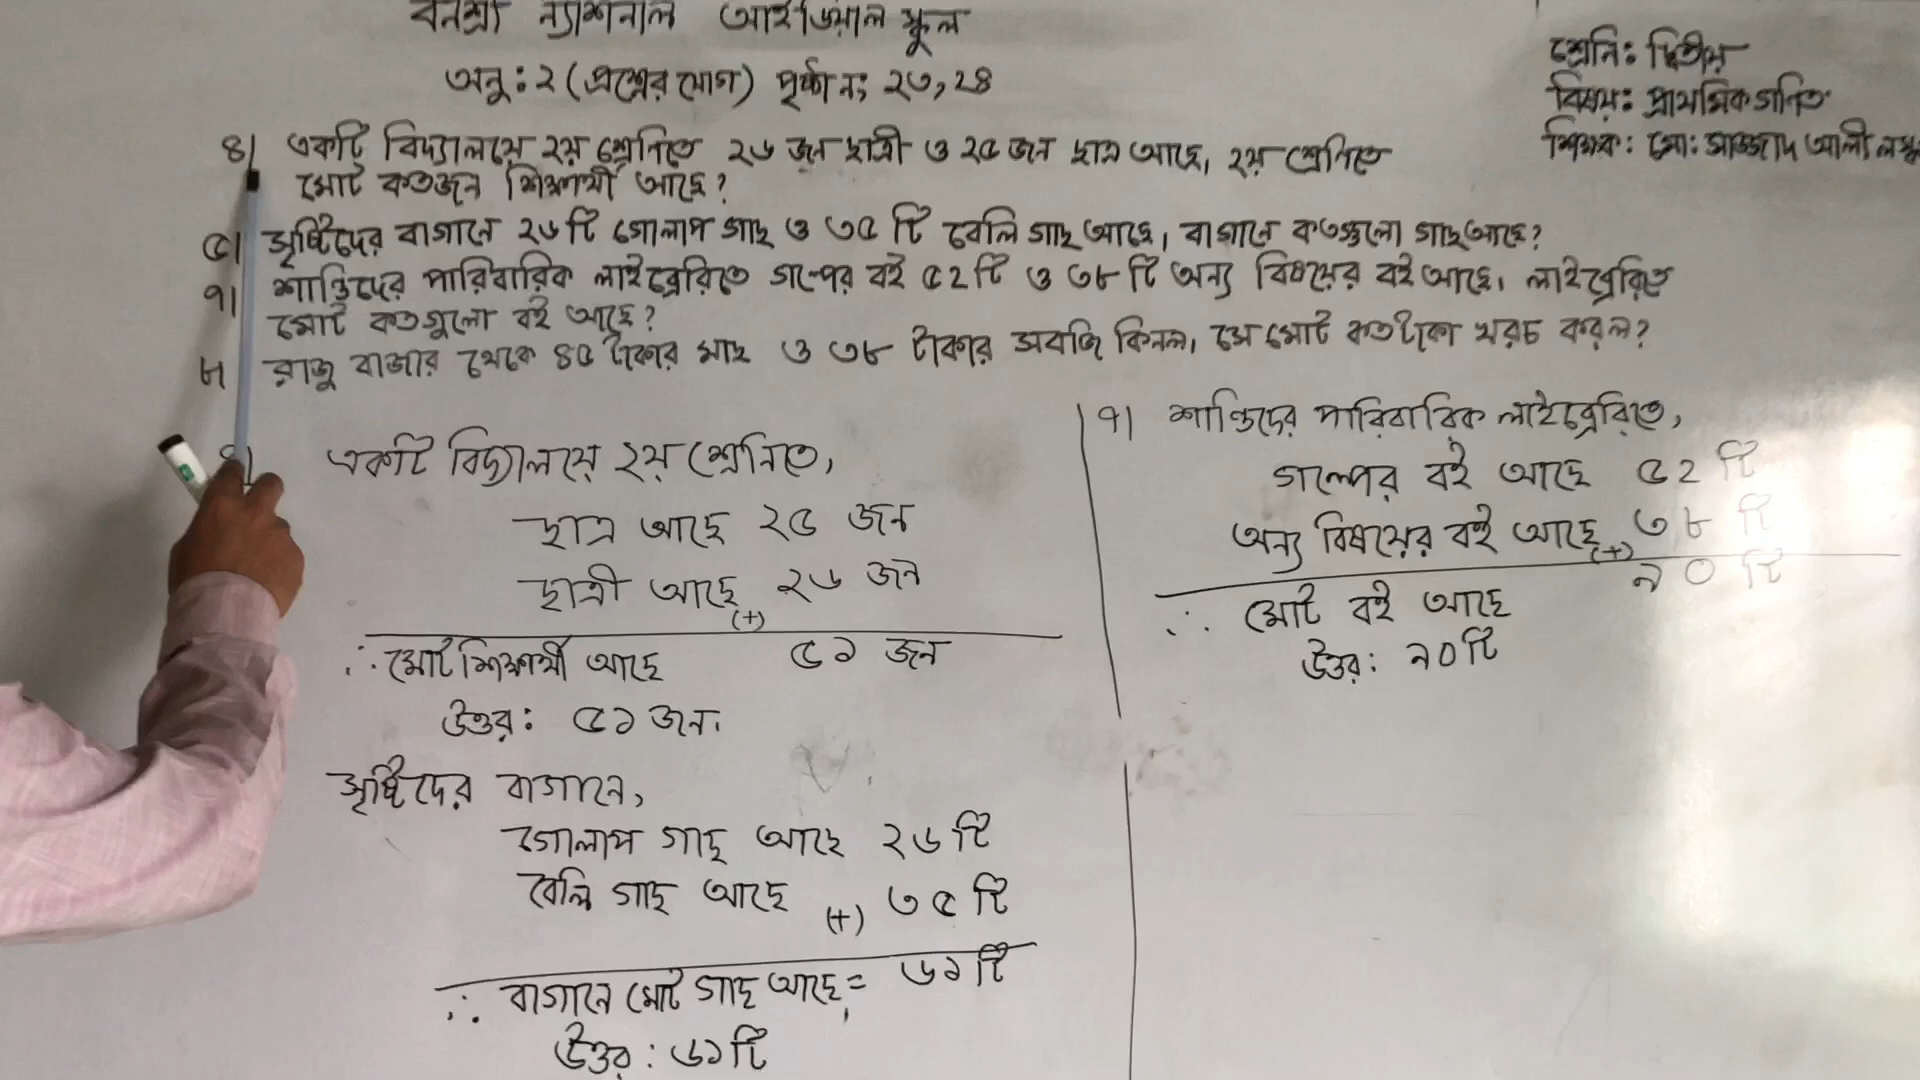 বনশ্রী ন্যাশনাল আইডিয়াল স্কুল
অনু: ২ (প্রশ্নের যোগ) পৃষ্ঠা নং ২৩, ২৪
শ্রেনি: দ্বিতীয়
বিষয়: প্রাথমিক গনিত
শিক্ষক: মো: সাজ্জাদ আলী
৪। একটি বিদ্যালয়ে ২য় শ্রেণিতে ২৬ জন ছাত্রী ও ২৫ জন ছাত্র আছে, ২য় শ্রেণিতে
মোট কতজন শিক্ষার্থী আছে?
৫। সৃষ্টিদের বাগানে ২৬ টি গোলাপ গাছ ও ৩৫ টি বেলি গাছ আছে, বাগানে কতগুলো গাছ আছে?
৭। শান্তিদের পারিবারিক লাইব্রেরিতে গল্পের বই ৫২ টি ও ৩৮ টি অন্য বিষয়ের বই আছে। লাইব্রেরিতে
মোট কতগুলো বই আছে?
৮। রাজু বাজার থেকে ৪৫ টাকার মাছ ও ৩৮ টাকার সবজি কিনল, সে মোট কত টাকা খরচ করল?
একটি বিদ্যালয়ে ২য় শ্রেনিতে,
ছাত্র আছে ২৫ জন
ছাত্রী আছে ২৬ জন
(+)
∴ মোট শিক্ষার্থী আছে ৫১ জন
উত্তর: ৫১ জন।
সৃষ্টিদের বাগানে,
গোলাপ গাছ আছে ২৬ টি
বেলি গাছ আছে (+) ৩৫ টি
∴ বাগানে মোট গাছ আছে = ৬১ টি
উত্তর: ৬১ টি
৭। শান্তিদের পারিবারিক লাইব্রেরিতে,
গল্পের বই আছে ৫২ টি
অন্য বিষয়ের বই আছে (+) ৩৮ টি
∴ মোট বই আছে ৯০ টি
উত্তর: ৯০ টি